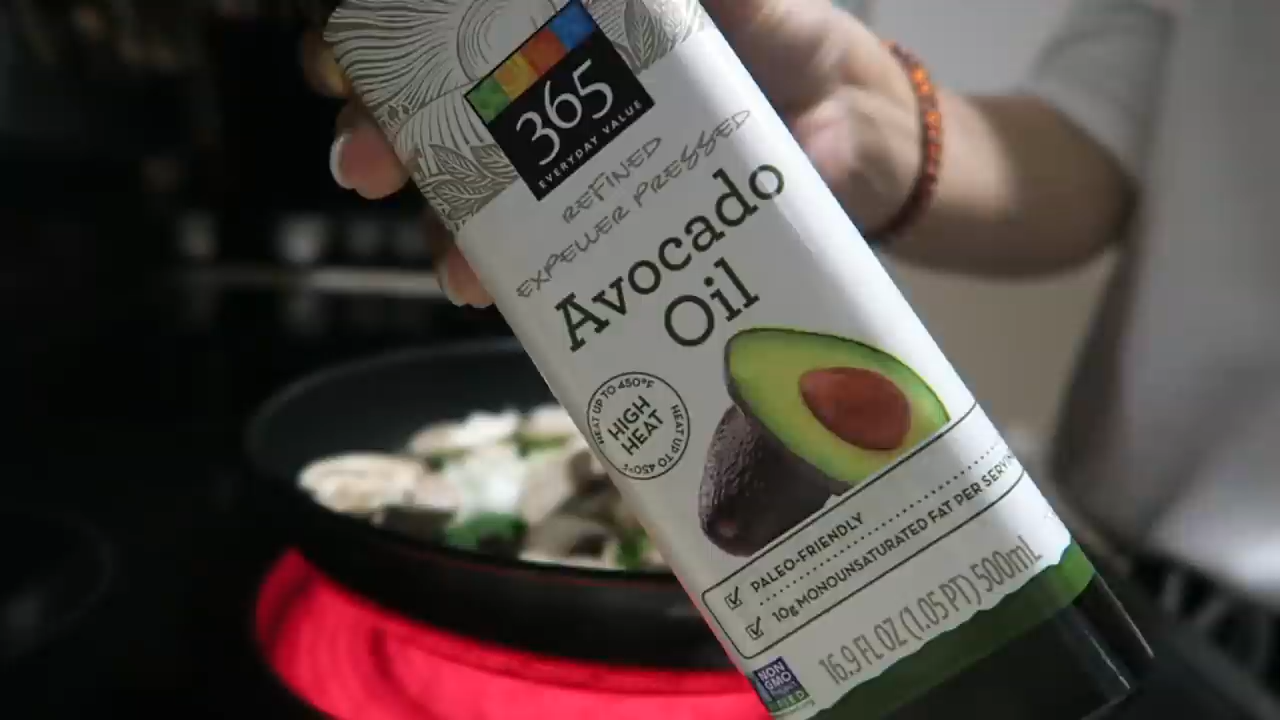 365
EVERYDAY VALUE
REFINED
EXPELLER PRESSED
Avocado
Oil
HEAT UP TO 450°F
HIGH
HEAT
HEAT UP TO 450°F
PALEO-FRIENDLY
10g MONOUNSATURATED FAT PER SERVIN
16.9 FL OZ (1.05 PT) 500mL
NON
GMO